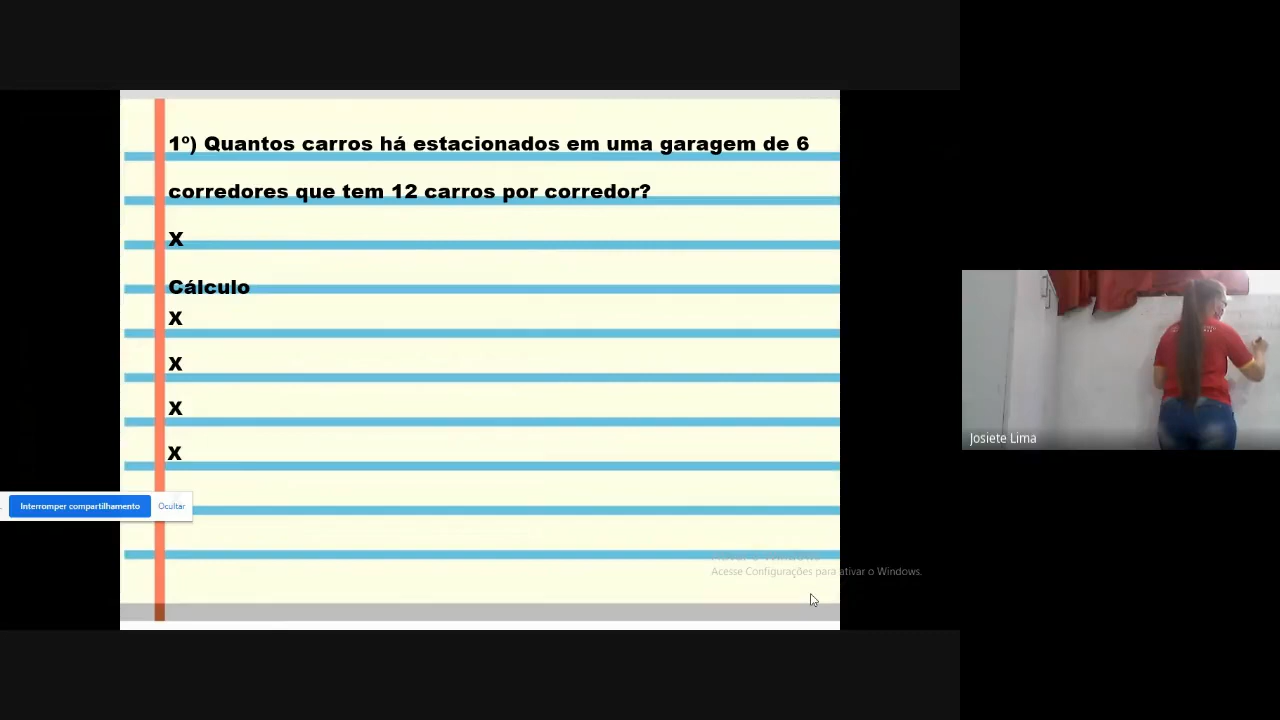 1º) Quantos carros há estacionados em uma garagem de 6
corredores que tem 12 carros por corredor?
X
Cálculo
X
X
X
X
Interromper compartilhamento
Ocultar
Acesse Configurações para ativar o Windows.
Josiete Lima